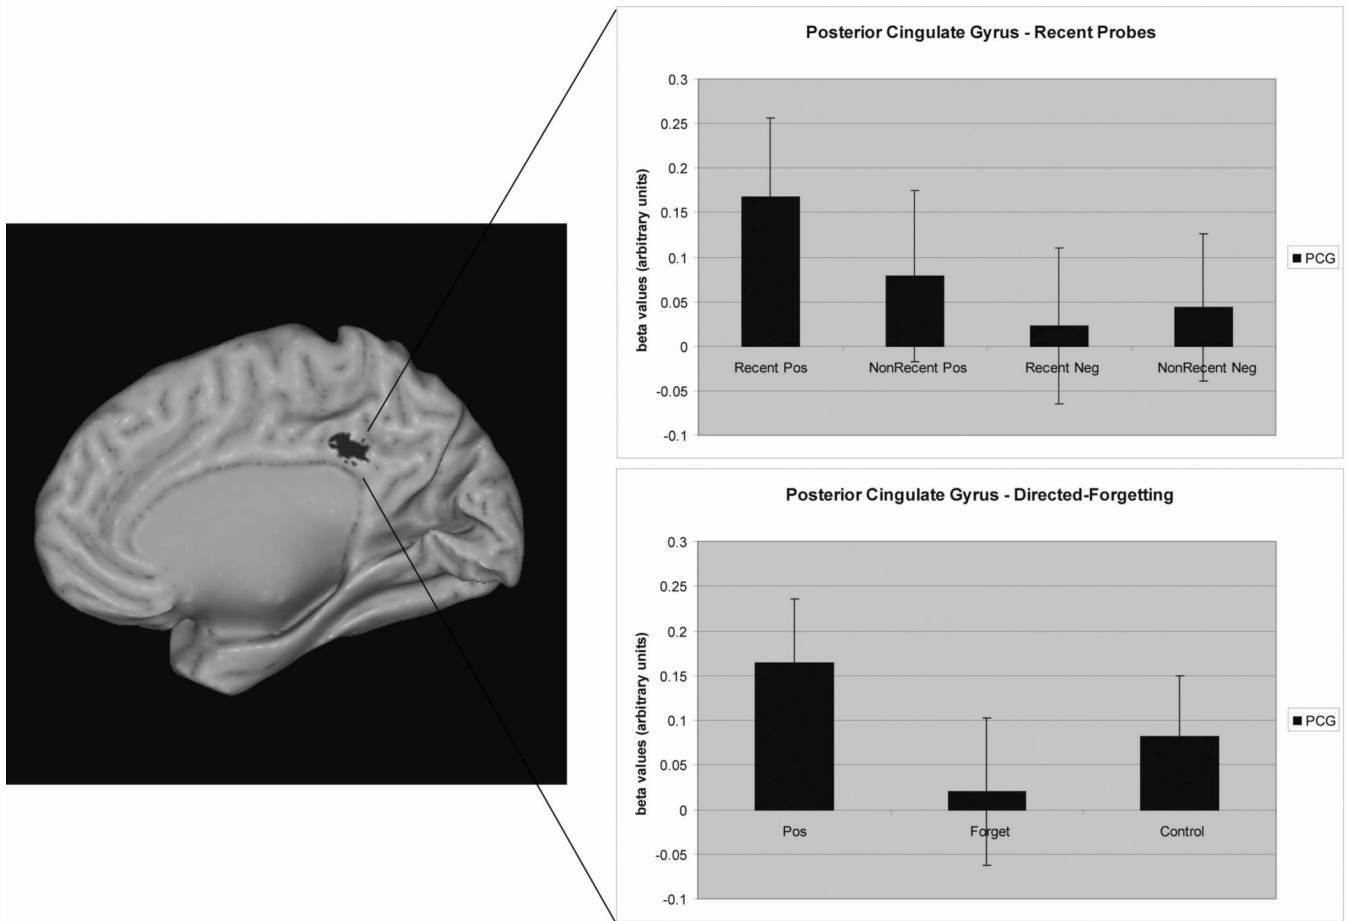 Posterior Cingulate Gyrus - Recent Probes
beta values (arbitrary units)
0.3
0.25
0.2
0.15
0.1
0.05
0
-0.05
-0.1
Recent Pos NonRecent Pos Recent Neg NonRecent Neg
PCG
Posterior Cingulate Gyrus - Directed-Forgetting
beta values (arbitrary units)
0.3
0.25
0.2
0.15
0.1
0.05
0
-0.05
-0.1
Pos Forget Control
PCG